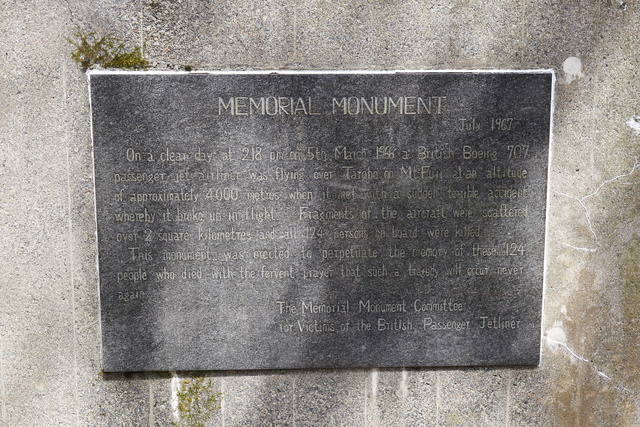 MEMORIAL MONUMENT
July 1967
On a clear day at 2.18 pm on 5th March 1966 a British Boeing 707
passenger jet airliner was flying over Tarobo on Mt Fuji at an altitude
of approximately 4,000 metres when it met with a sudden terrible accident
whereby it broke up in flight. Fragments of the aircraft were scattered
over 2 square kilometres and all 124 persons on board were killed.
This monument was erected to perpetuate the memory of these 124
people who died with the fervent prayer that such a tragedy will occur never
again.
The Memorial Monument Committee
for Victims of the British Passenger Jetliner